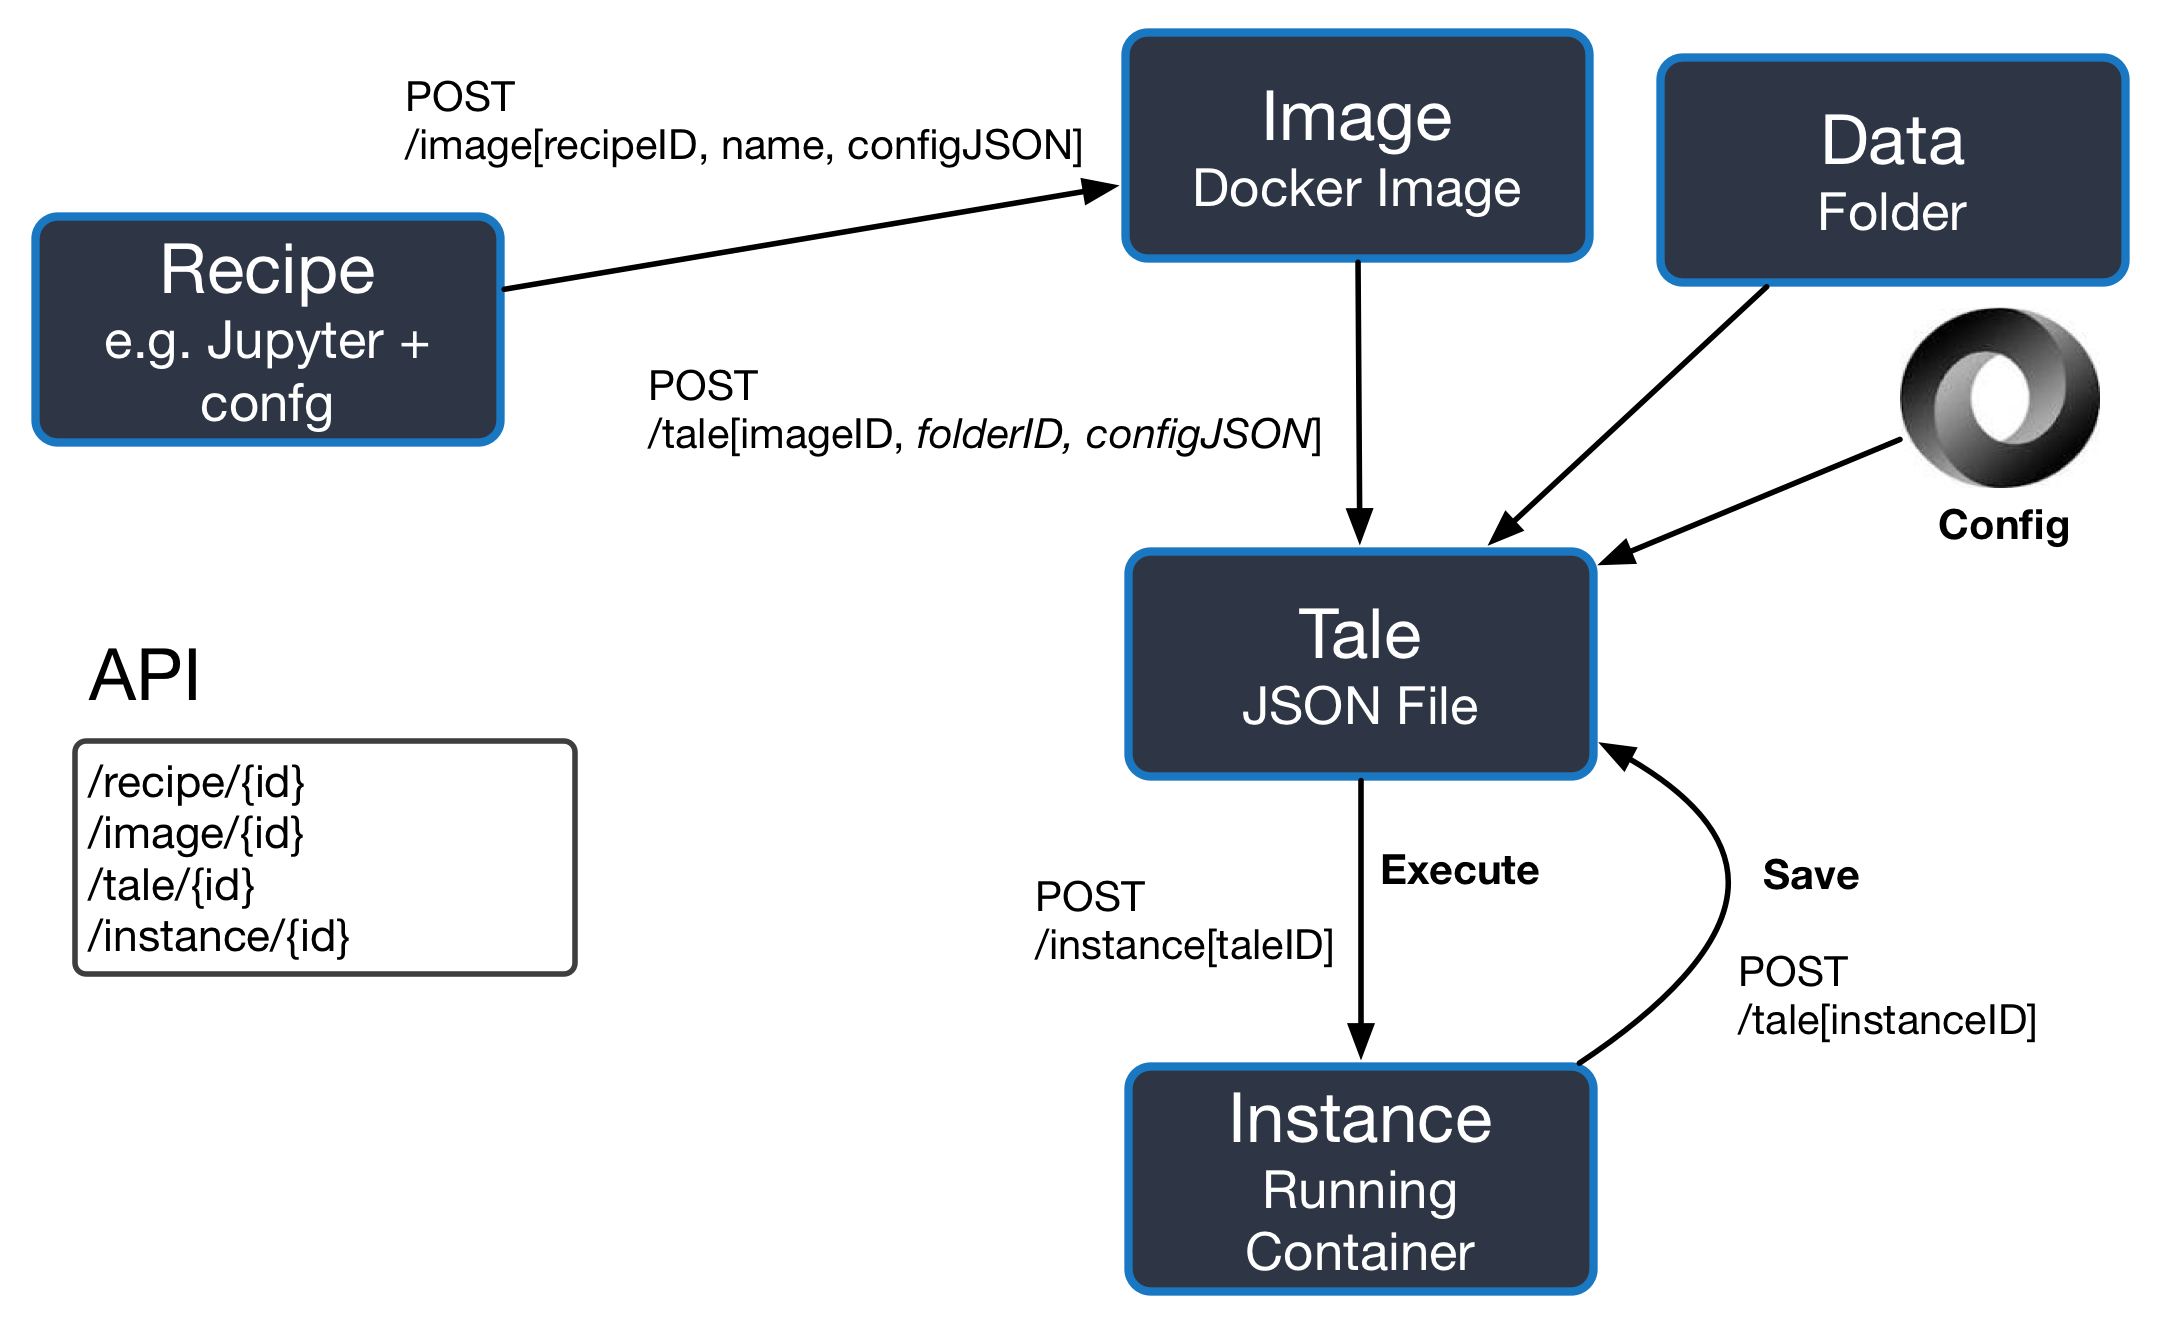 POST
/image[recipeID, name, configJSON]
Image
Docker Image
Data
Folder
Recipe
e.g. Jupyter +
confg
POST
/tale[imageID, folderID, configJSON]
Config
Tale
JSON File
API
/recipe/{id}
/image/{id}
/tale/{id}
/instance/{id}
Execute
POST
/instance[taleID]
Save
POST
/tale[instanceID]
Instance
Running
Container